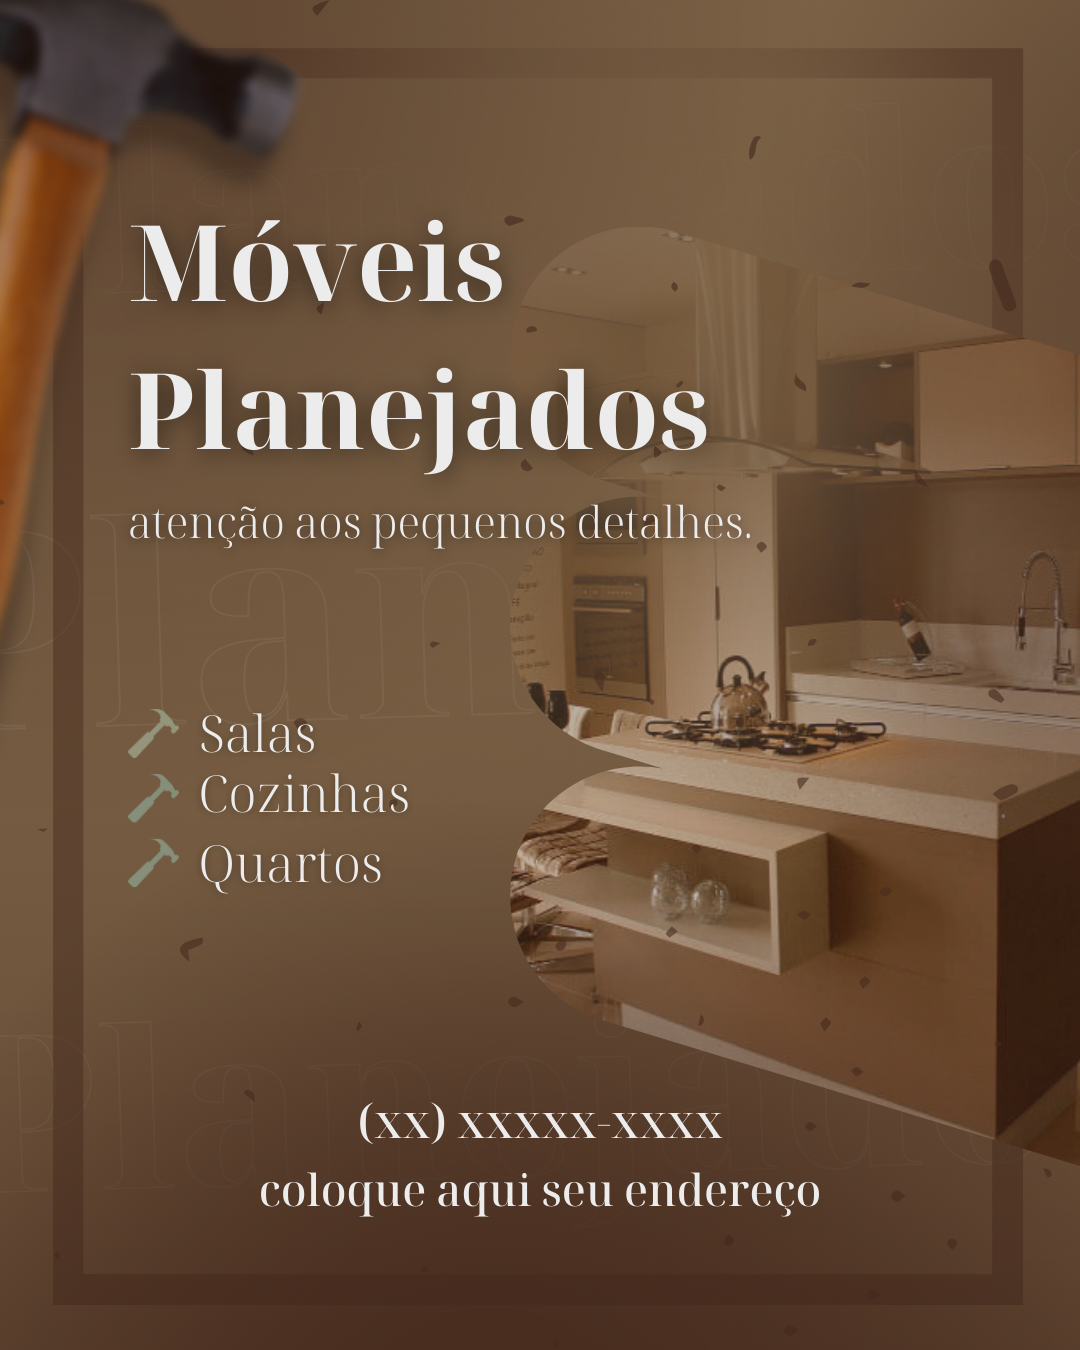 Móveis
Planejados
atenção aos pequenos detalhes.
Salas
Cozinhas
Quartos
(xx) xxxxx-xxxx
coloque aqui seu endereço